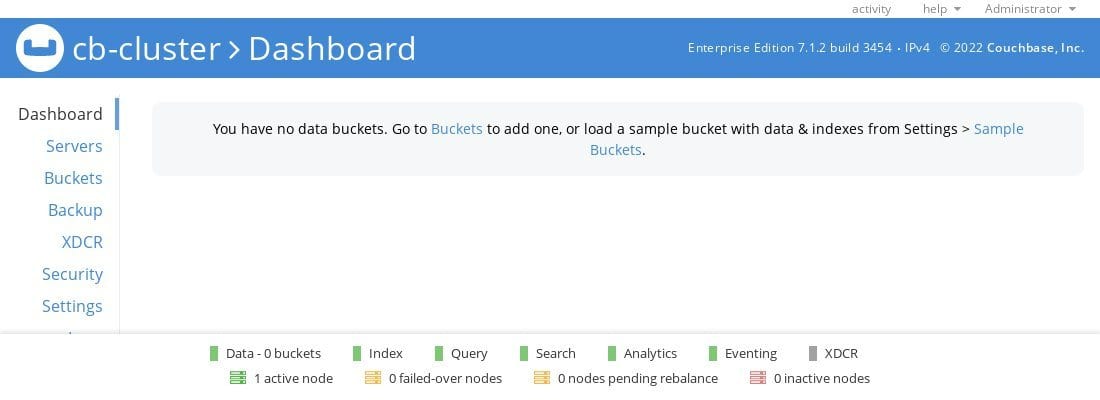 activity help Administrator
cb-cluster > Dashboard
Enterprise Edition 7.1.2 build 3454 · IPv4 © 2022 Couchbase, Inc.
Dashboard
Servers
Buckets
Backup
XDCR
Security
Settings
You have no data buckets. Go to Buckets to add one, or load a sample bucket with data & indexes from Settings > Sample
Buckets.
Data - 0 buckets Index Query Search Analytics Eventing XDCR
1 active node 0 failed-over nodes 0 nodes pending rebalance 0 inactive nodes